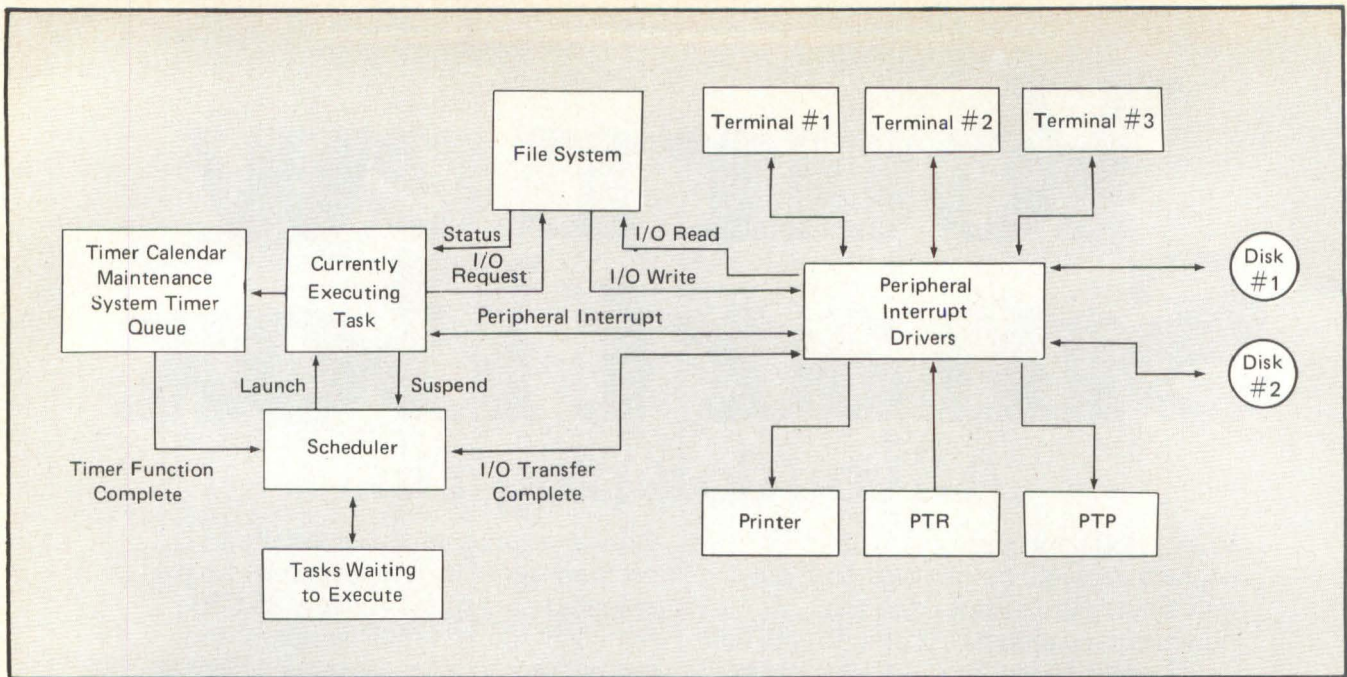 Terminal #1
Terminal #2
Terminal #3
File System
Status
I/O
Request
I/O Read
I/O Write
Timer Calendar
Maintenance
System Timer
Queue
Currently
Executing
Task
Peripheral
Interrupt
Drivers
Disk
#1
Disk
#2
Peripheral Interrupt
Launch
Suspend
Scheduler
Timer Function
Complete
I/O Transfer
Complete
Printer
PTR
PTP
Tasks Waiting
to Execute